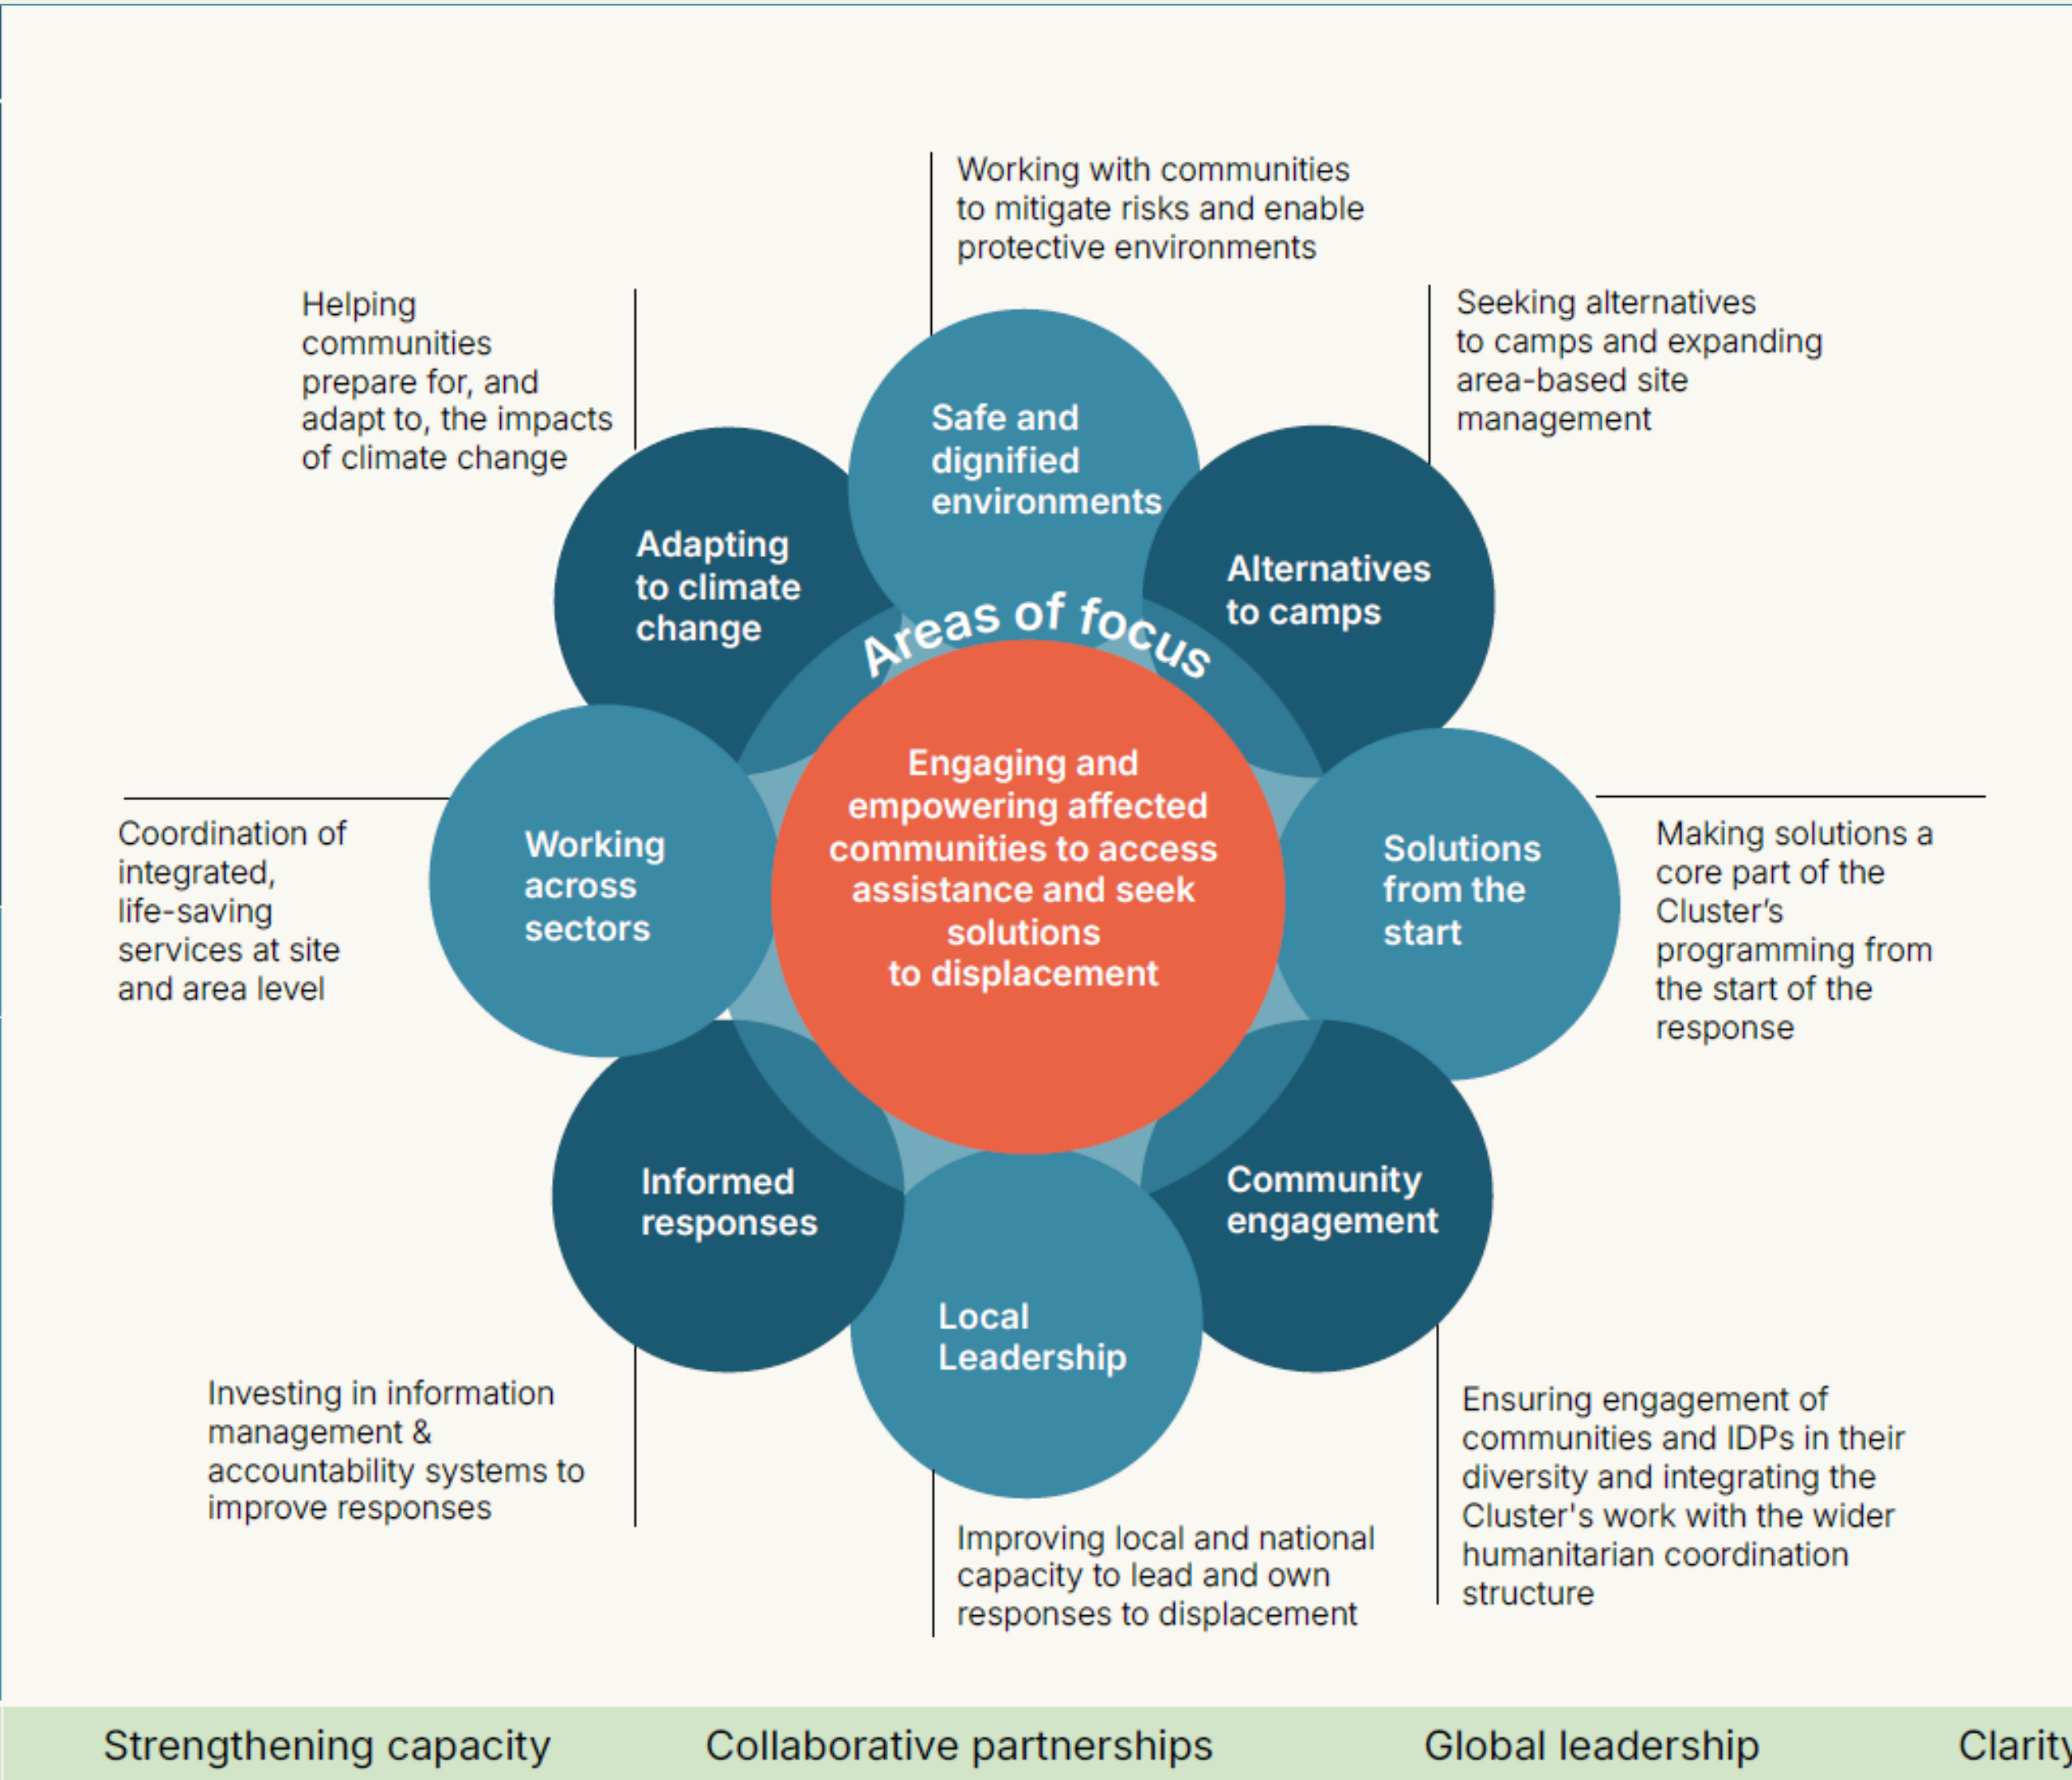 Working with communities
to mitigate risks and enable
protective environments
Helping
communities
prepare for, and
adapt to, the impacts
of climate change
Seeking alternatives
to camps and expanding
area-based site
management
Safe and
dignified
environments
Adapting
to climate
change
Alternatives
to camps
Areas of focus
Engaging and
empowering affected
communities to access
assistance and seek
solutions
to displacement
Coordination of
integrated,
life-saving
services at site
and area level
Working
across
sectors
Solutions
from the
start
Making solutions a
core part of the
Cluster’s
programming from
the start of the
response
Informed
responses
Community
engagement
Local
Leadership
Investing in information
management &
accountability systems to
improve responses
Improving local and national
capacity to lead and own
responses to displacement
Ensuring engagement of
communities and IDPs in their
diversity and integrating the
Cluster's work with the wider
humanitarian coordination
structure
Strengthening capacity
Collaborative partnerships
Global leadership
Clarity